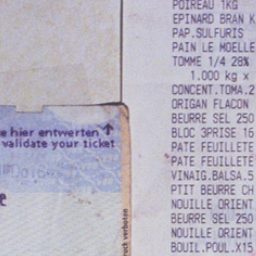 POIREAU 1KG
EPINARD BRAN K
PAP.SULFURIS
PAIN LE MOELLE
TOMME 1/4 28%
1.000 kg x
CONCENT.TOMA.2
ORIGAN FLACON
BEURRE SEL 250
BLOC 3PRISE 16
PATE FEUILLETE
PATE FEUILLETE
VINAIG.BALSA.5
PTIT BEURRE CH
NOUILLE ORIENT
BEURRE SEL 250
NOUILLE ORIENT
BOUIL.POUL.X15
e hier entwerten
validate your ticket
ruck verboten